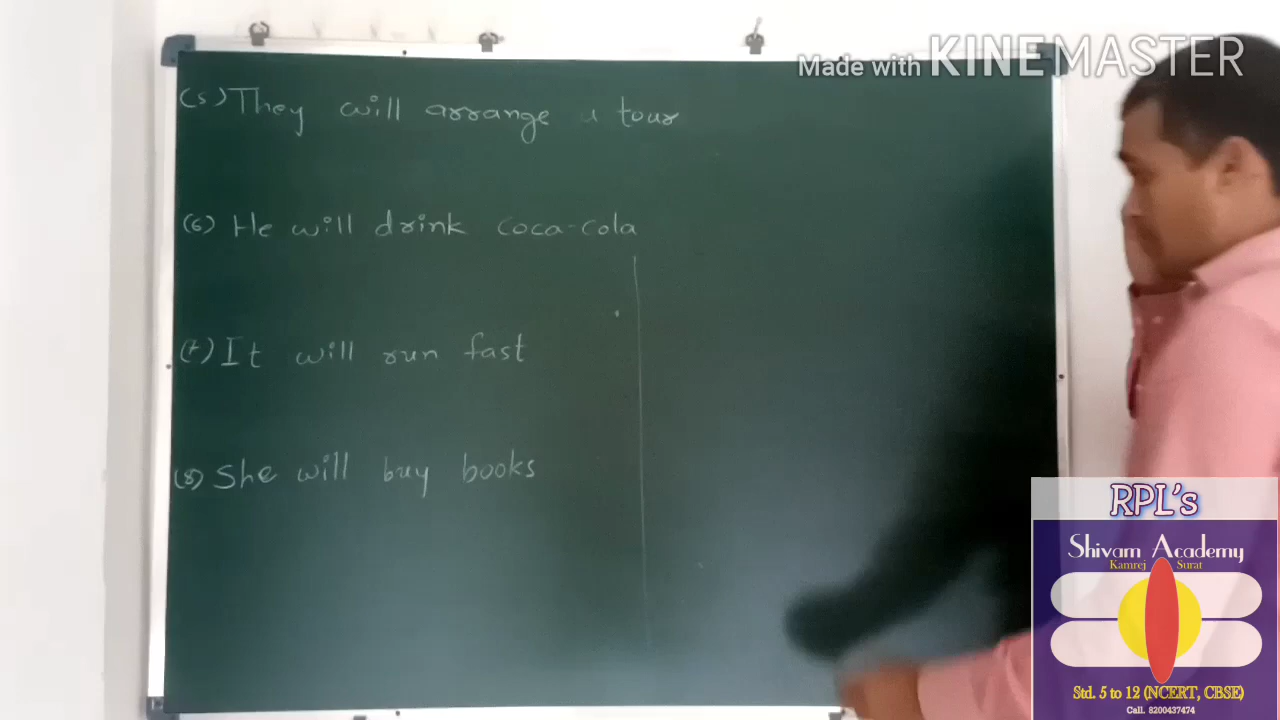 Made with KINEMASTER
(5) They will arrange a tour
(6) He will drink coca-cola
(7) It will run fast
(8) She will buy books
RPL's
Shivam Academy
Kamrej Surat
Std. 5 to 12 (NCERT, CBSE)
Call. 8200437474